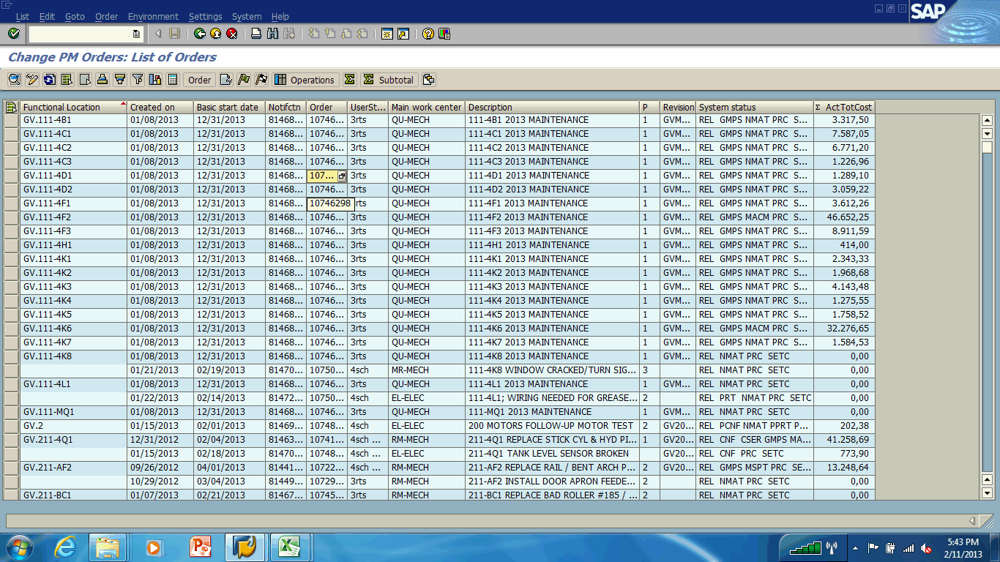 List Edit Goto Order Environment Settings System Help
SAP
Change PM Orders: List of Orders
Order Operations Subtotal
Functional Location Created on Basic start date Notifctn Order UserSt... Main work center Description P Revision System status Σ ActTotCost
GV.111-4B1 01/08/2013 12/31/2013 81468... 10746... 3rts QU-MECH 111-4B1 2013 MAINTENANCE 1 GVM... REL GMPS NMAT PRC S... 3.317,50
GV.111-4C1 01/08/2013 12/31/2013 81468... 10746... 3rts QU-MECH 111-4C1 2013 MAINTENANCE 1 GVM... REL GMPS NMAT PRC S... 7.587,05
GV.111-4C2 01/08/2013 12/31/2013 81468... 10746... 3rts QU-MECH 111-4C2 2013 MAINTENANCE 1 GVM... REL GMPS NMAT PRC S... 6.771,20
GV.111-4C3 01/08/2013 12/31/2013 81468... 10746... 3rts QU-MECH 111-4C3 2013 MAINTENANCE 1 GVM... REL GMPS NMAT PRC S... 1.226,96
GV.111-4D1 01/08/2013 12/31/2013 81468... 107... 3rts QU-MECH 111-4D1 2013 MAINTENANCE 1 GVM... REL GMPS NMAT PRC S... 1.289,10
GV.111-4D2 01/08/2013 12/31/2013 81468... 10746... 3rts QU-MECH 111-4D2 2013 MAINTENANCE 1 GVM... REL GMPS NMAT PRC S... 3.059,22
GV.111-4F1 01/08/2013 12/31/2013 81468... 10746298 rts QU-MECH 111-4F1 2013 MAINTENANCE 1 GVM... REL GMPS NMAT PRC S... 3.612,26
GV.111-4F2 01/08/2013 12/31/2013 81468... 10746... 3rts QU-MECH 111-4F2 2013 MAINTENANCE 1 GVM... REL GMPS MACM PRC S... 46.652,25
GV.111-4F3 01/08/2013 12/31/2013 81468... 10746... 3rts QU-MECH 111-4F3 2013 MAINTENANCE 1 GVM... REL GMPS NMAT PRC S... 8.911,59
GV.111-4H1 01/08/2013 12/31/2013 81468... 10746... 3rts QU-MECH 111-4H1 2013 MAINTENANCE 1 GVM... REL GMPS NMAT PRC S... 414,00
GV.111-4K1 01/08/2013 12/31/2013 81468... 10746... 3rts QU-MECH 111-4K1 2013 MAINTENANCE 1 GVM... REL GMPS NMAT PRC S... 2.343,33
GV.111-4K2 01/08/2013 12/31/2013 81468... 10746... 3rts QU-MECH 111-4K2 2013 MAINTENANCE 1 GVM... REL GMPS NMAT PRC S... 1.968,68
GV.111-4K3 01/08/2013 12/31/2013 81468... 10746... 3rts QU-MECH 111-4K3 2013 MAINTENANCE 1 GVM... REL GMPS NMAT PRC S... 4.143,48
GV.111-4K4 01/08/2013 12/31/2013 81468... 10746... 3rts QU-MECH 111-4K4 2013 MAINTENANCE 1 GVM... REL GMPS NMAT PRC S... 1.275,55
GV.111-4K5 01/08/2013 12/31/2013 81468... 10746... 3rts QU-MECH 111-4K5 2013 MAINTENANCE 1 GVM... REL GMPS NMAT PRC S... 1.758,52
GV.111-4K6 01/08/2013 12/31/2013 81468... 10746... 3rts QU-MECH 111-4K6 2013 MAINTENANCE 1 GVM... REL GMPS MACM PRC S... 32.276,65
GV.111-4K7 01/08/2013 12/31/2013 81468... 10746... 3rts QU-MECH 111-4K7 2013 MAINTENANCE 1 GVM... REL GMPS NMAT PRC S... 1.584,53
GV.111-4K8 01/08/2013 12/31/2013 81468... 10746... 3rts QU-MECH 111-4K8 2013 MAINTENANCE 1 GVM... REL NMAT PRC SETC 0,00
01/21/2013 02/19/2013 81470... 10750... 4sch MR-MECH 111-4K8 WINDOW CRACKED/TURN SIG... 3 REL NMAT PRC SETC 0,00
GV.111-4L1 01/08/2013 12/31/2013 81468... 10746... 3rts QU-MECH 111-4L1 2013 MAINTENANCE 1 GVM... REL NMAT PRC SETC 0,00
01/22/2013 02/14/2013 81472... 10750... 4sch EL-ELEC 111-4L1; WIRING NEEDED FOR GREASE... 2 REL PRT NMAT PRC SETC 0,00
GV.111-MQ1 01/08/2013 12/31/2013 81468... 10746... 3rts QU-MECH 111-MQ1 2013 MAINTENANCE 1 GVM... REL NMAT PRC SETC 0,00
GV.2 01/15/2013 02/01/2013 81469... 10748... 4sch EL-ELEC 200 MOTORS FOLLOW-UP MOTOR TEST 2 GV20... REL PCNF NMAT PPRT P... 202,38
GV.211-4Q1 12/31/2012 02/04/2013 81463... 10741... 4sch ... RM-MECH 211-4Q1 REPLACE STICK CYL & HYD PI... 1 GV20... REL CNF CSER GMPS MA... 41.258,69
01/15/2013 02/18/2013 81470... 10748... 4sch EL-ELEC 211-4Q1 TANK LEVEL SENSOR BROKEN 2 GV20... REL CNF PRC SETC 773,90
GV.211-AF2 09/26/2012 04/01/2013 81441... 10722... 4sch ... RM-MECH 211-AF2 REPLACE RAIL / BENT ARCH P... 2 GV20... REL GMPS MSPT PRC SE... 13.248,64
10/29/2012 03/04/2013 81449... 10729... 3rts RM-MECH 211-AF2 INSTALL DOOR APRON FEEDE... 2 REL NMAT PRC SETC 0,00
GV.211-BC1 01/07/2013 02/21/2013 81467... 10745... 3rts RM-MECH 211-BC1 REPLACE BAD ROLLER #185 / ... 2 REL NMAT PRC SETC 0,00
5:43 PM
2/11/2013